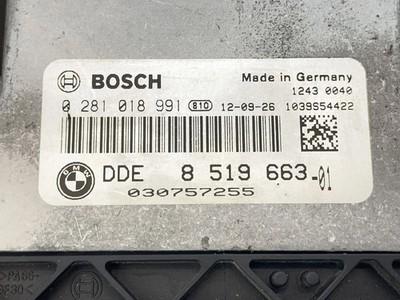 BOSCH
Made in Germany
1243 0040
0 281 018 991 810 12-09-26 1039S54422
BMW DDE 8 519 663-01
030757255